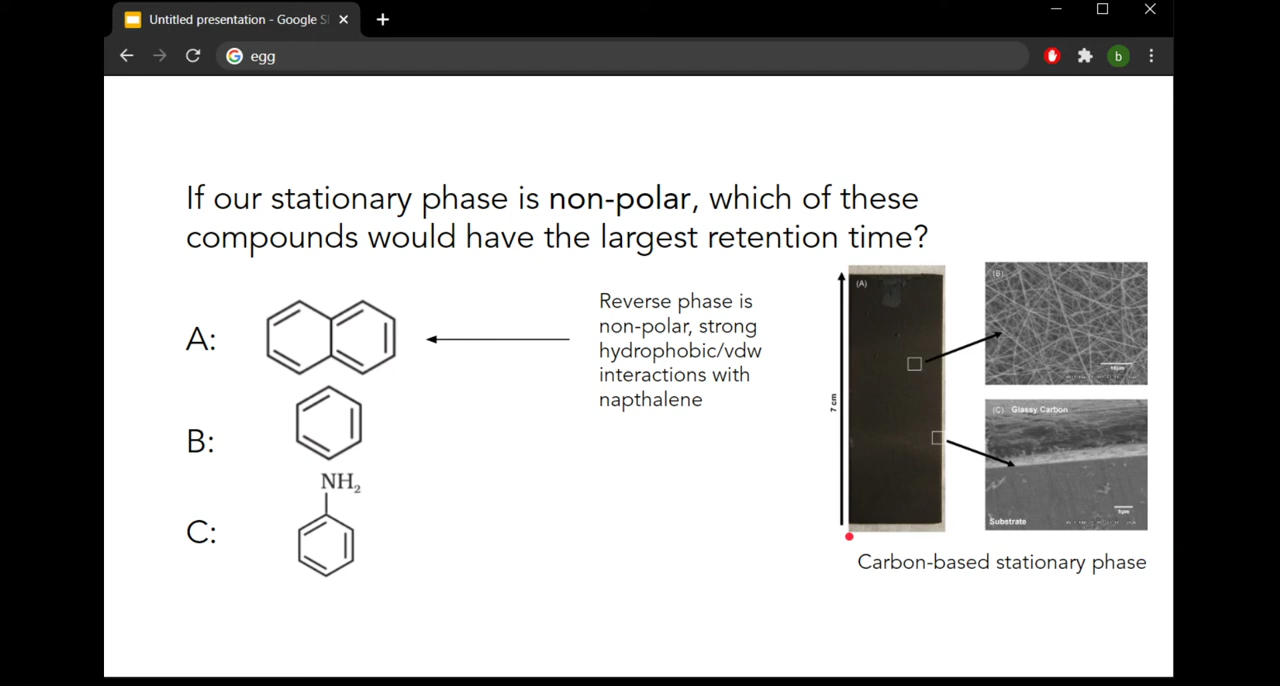 Untitled presentation - Google Sl
egg
b
If our stationary phase is non-polar, which of these
compounds would have the largest retention time?
A:
Reverse phase is
non-polar, strong
hydrophobic/vdw
interactions with
napthalene
B:
NH₂
C:
7 cm
(A)
(B)
10μm
(C) Glassy Carbon
Substrate
5μm
Carbon-based stationary phase